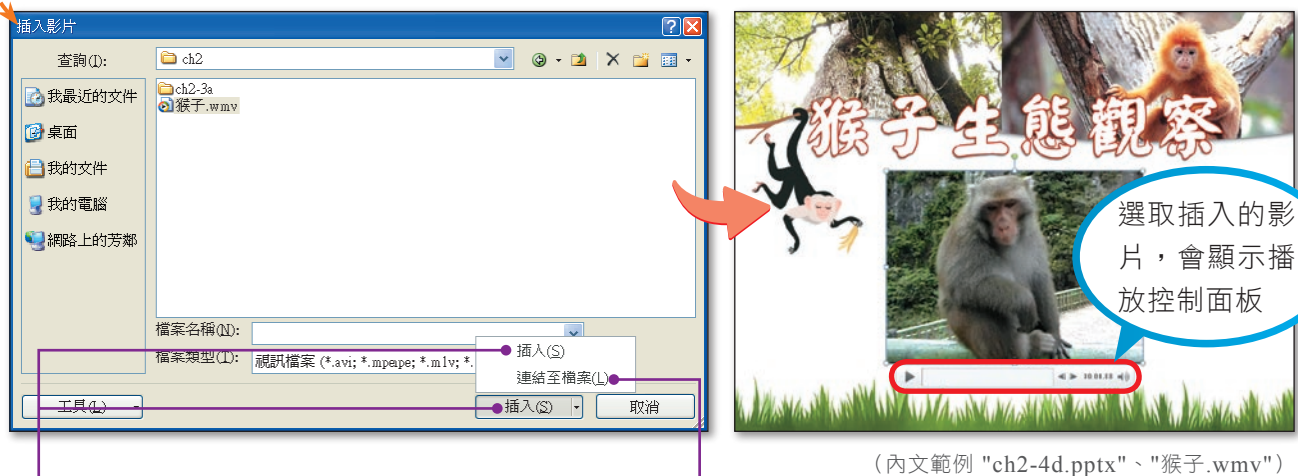 插入影片
查詢(I):
ch2
我最近的文件
桌面
我的文件
我的電腦
網路上的芳鄰
ch2-3a
猴子.wmv
檔案名稱(N):
檔案類型(T):
視訊檔案 (*.avi; *.mpeɪpe; *.m1v; *.
插入(S)
連結至檔案(L)
工具(L)
插入(S)
取消
猴子生態觀察
選取插入的影
片，會顯示播
放控制面板
(內文範例 "ch2-4d.pptx"、"猴子.wmv")